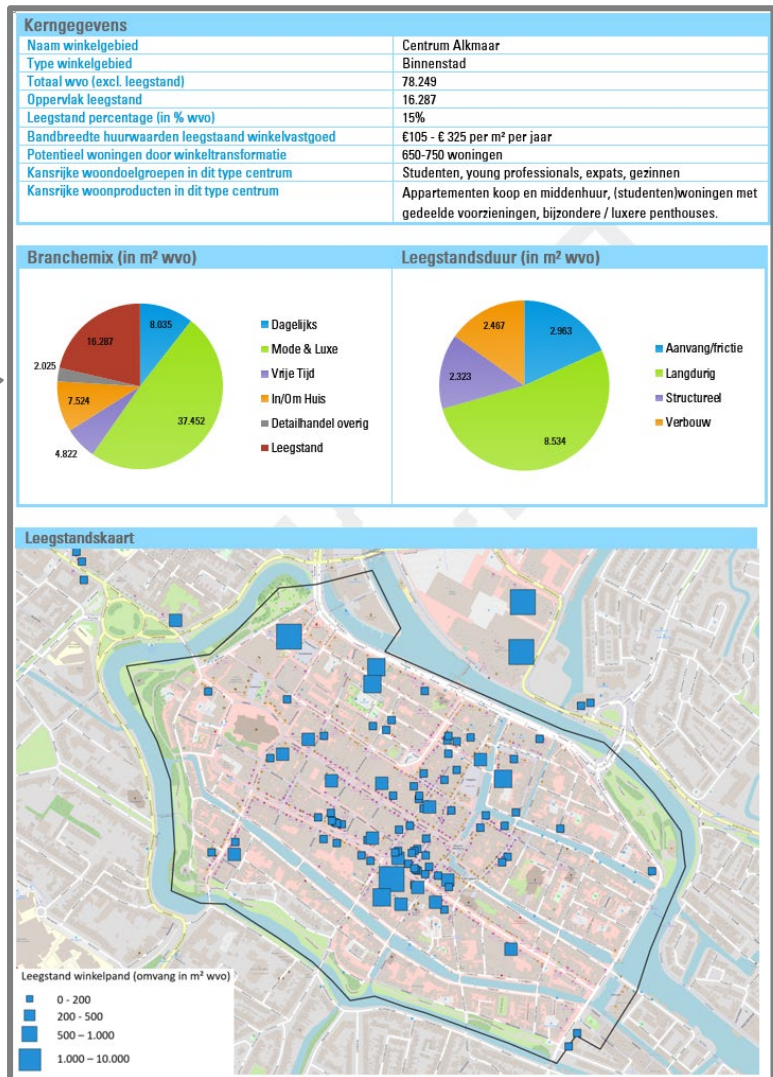 Kerngegevens
Naam winkelgebied Centrum Alkmaar
Type winkelgebied Binnenstad
Totaal wvo (excl. leegstand) 78.249
Oppervlak leegstand 16.287
Leegstand percentage (in % wvo) 15%
Bandbreedte huurwaarden leegstaand winkelvastgoed €105 - € 325 per m² per jaar
Potentieel woningen door winkeltransformatie 650-750 woningen
Kansrijke woondoelgroepen in dit type centrum Studenten, young professionals, expats, gezinnen
Kansrijke woonproducten in dit type centrum Appartementen koop en middenhuur, (studenten)woningen met
gedeelde voorzieningen, bijzondere / luxere penthouses.
Branchemix (in m² wvo)
8.035
37.452
4.822
7.524
2.025
16.287
Dagelijks
Mode & Luxe
Vrije Tijd
In/Om Huis
Detailhandel overig
Leegstand
Leegstandsduur (in m² wvo)
2.963
8.534
2.323
2.467
Aanvang/frictie
Langdurig
Structureel
Verbouw
Leegstandskaart
Leegstand winkelpand (omvang in m² wvo)
0 - 200
200 - 500
500 – 1.000
1.000 – 10.000